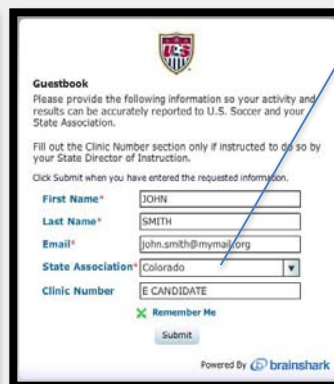 US
Guestbook
Please provide the following information so your activity and
results can be accurately reported to U.S. Soccer and your
State Association.
Fill out the Clinic Number section only if instructed to do so by
your State Director of Instruction.
Click Submit when you have entered the requested information.
First Name* JOHN
Last Name* SMITH
Email* john.smith@mymail.org
State Association* Colorado
Clinic Number E CANDIDATE
Remember Me
Submit
Powered By brainshark